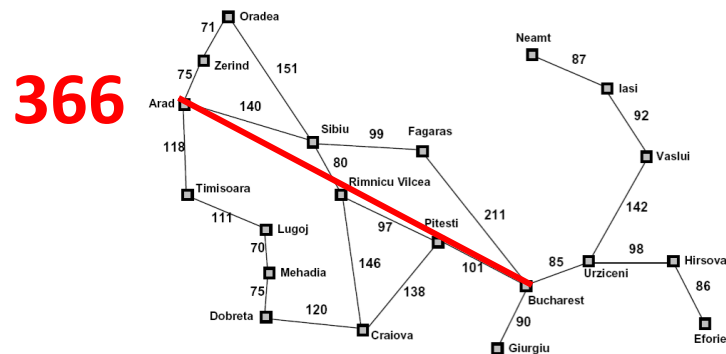 Oradea
71
Neamt
87
Zerind
151
75
Iasi
366
Arad
140
92
Sibiu
99
Fagaras
118
80
Vaslui
Rimnicu Vilcea
Timisoara
211
142
111
97
Pitesti
Lugoj
70
98
Hirsova
146
101
85
Urziceni
Mehadia
138
86
75
Bucharest
120
90
Dobreta
Craiova
Eforie
Giurgiu